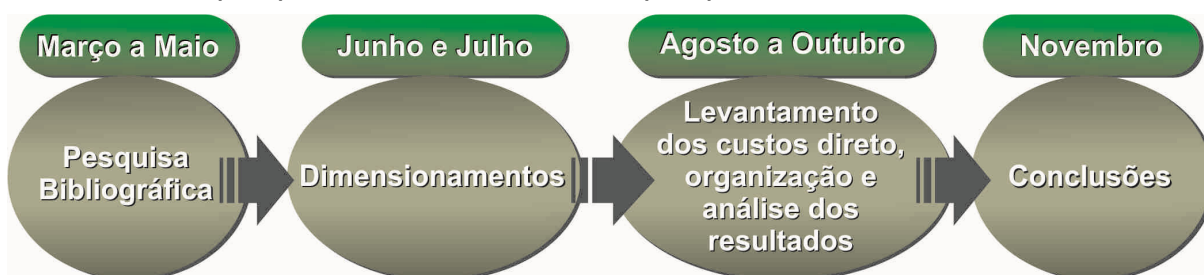 Março a Maio
Junho e Julho
Agosto a Outubro
Novembro
Pesquisa
Bibliográfica
Dimensionamentos
Levantamento
dos custos direto,
organização e
análise dos
resultados
Conclusões